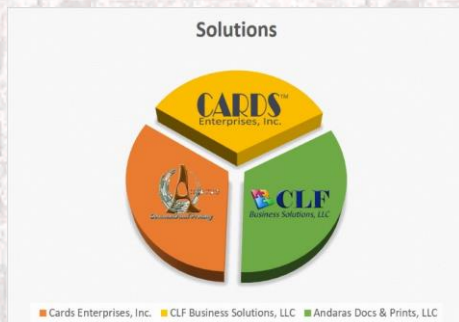 Solutions
CARDS™
Enterprises, Inc.
CLF
Business Solutions, LLC
Cards Enterprises, Inc. CLF Business Solutions, LLC Andaras Docs & Prints, LLC